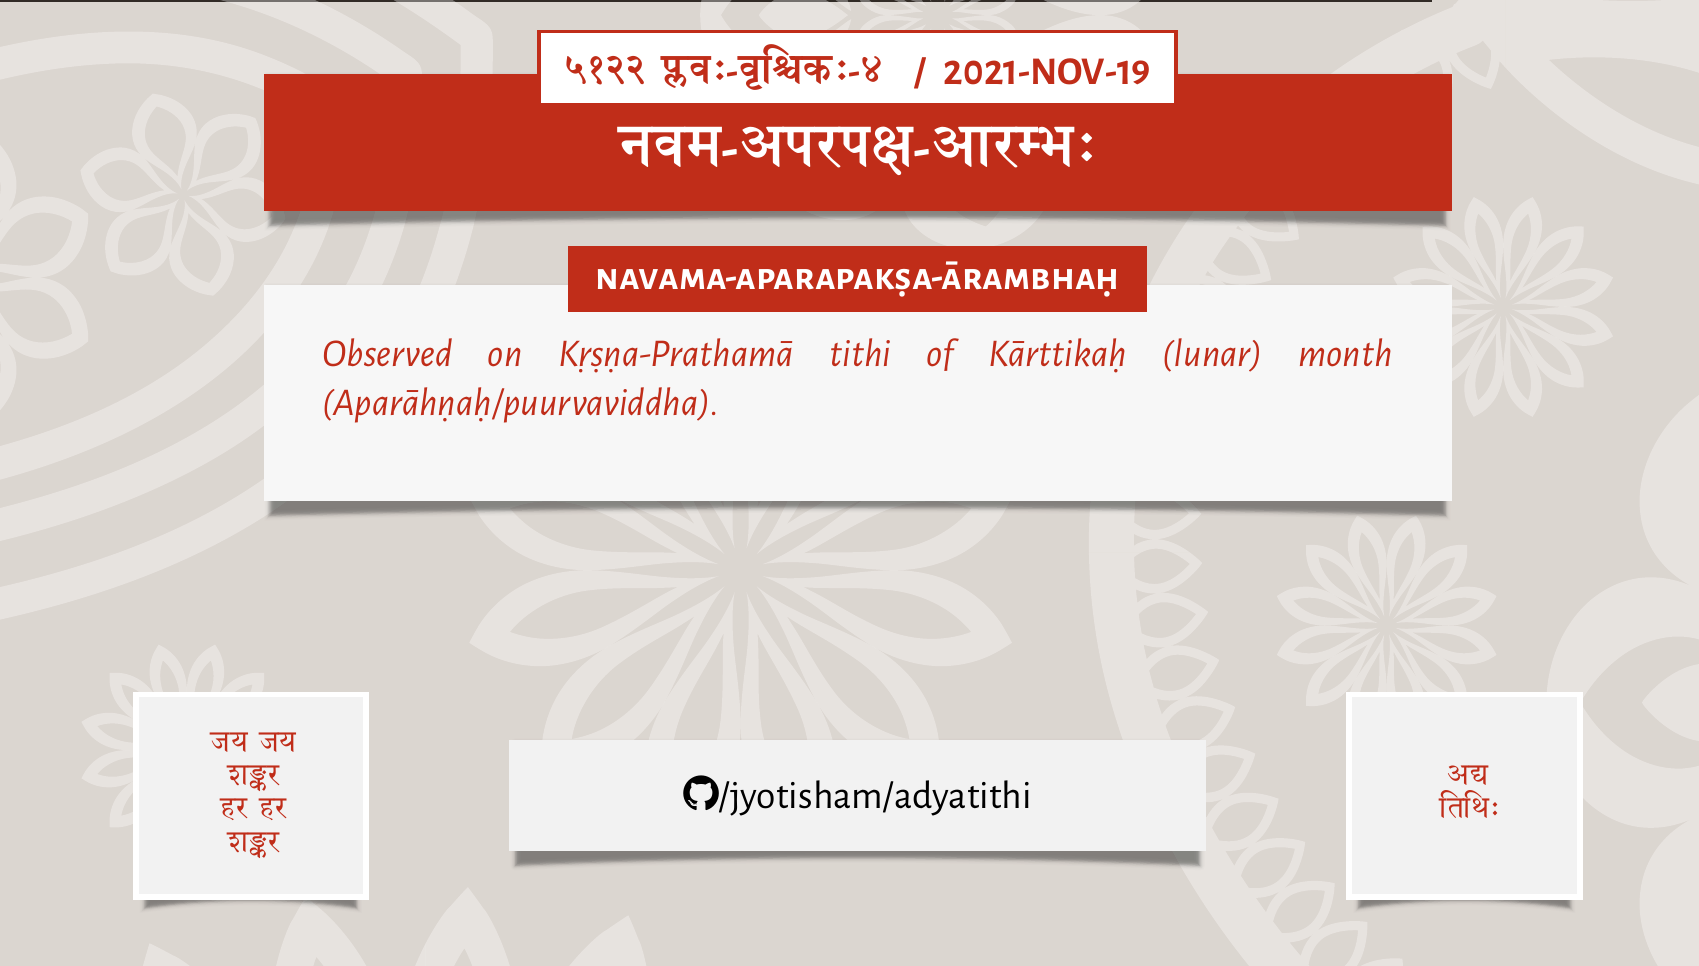 ५१२२ प्लवः-वृश्चिकः-४ / 2021-NOV-19
नवम-अपरपक्ष-आरम्भः
NAVAMA-APARAPAKṢA-ĀRAMBHAḤ
Observed on Kṛṣṇa-Prathamā tithi of Kārttikaḥ (lunar) month
(Aparāhṇaḥ/puurvaviddha).
जय जय
शङ्कर
हर हर
शङ्कर
/jyotisham/adyatithi
अद्य
तिथिः